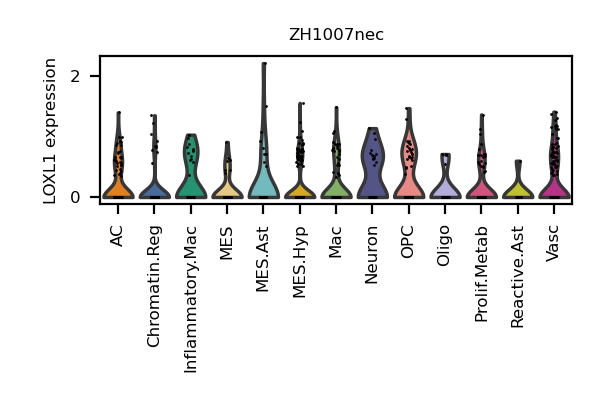 ZH1007nec
LOXL1 expression
2
0
AC
Chromatin.Reg
Inflammatory.Mac
MES
MES.Ast
MES.Hyp
Mac
Neuron
OPC
Oligo
Prolif.Metab
Reactive.Ast
Vasc